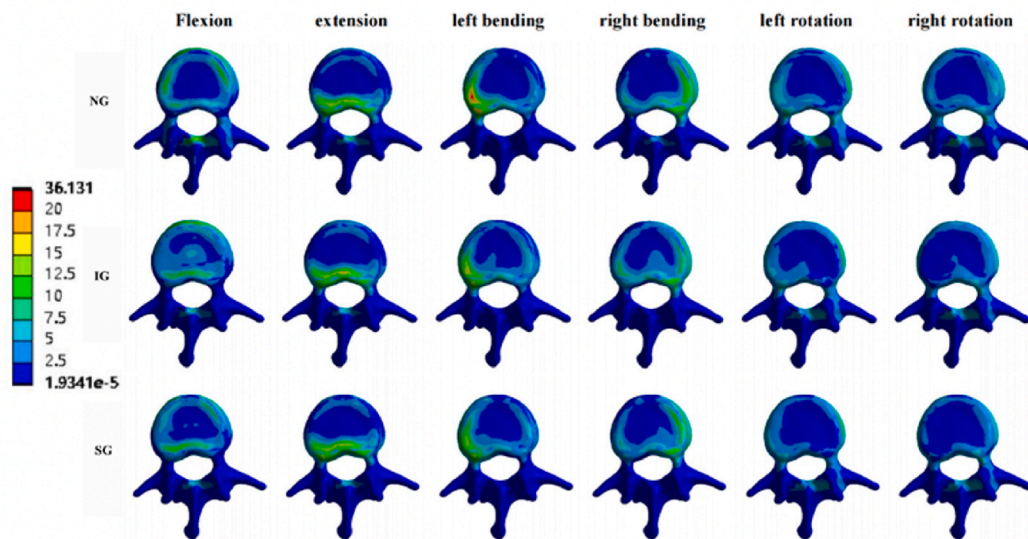 Flexion extension left bending right bending left rotation right rotation
NG
36.131
20
17.5
IG
15
12.5
10
7.5
5
2.5
1.9341e-5
SG